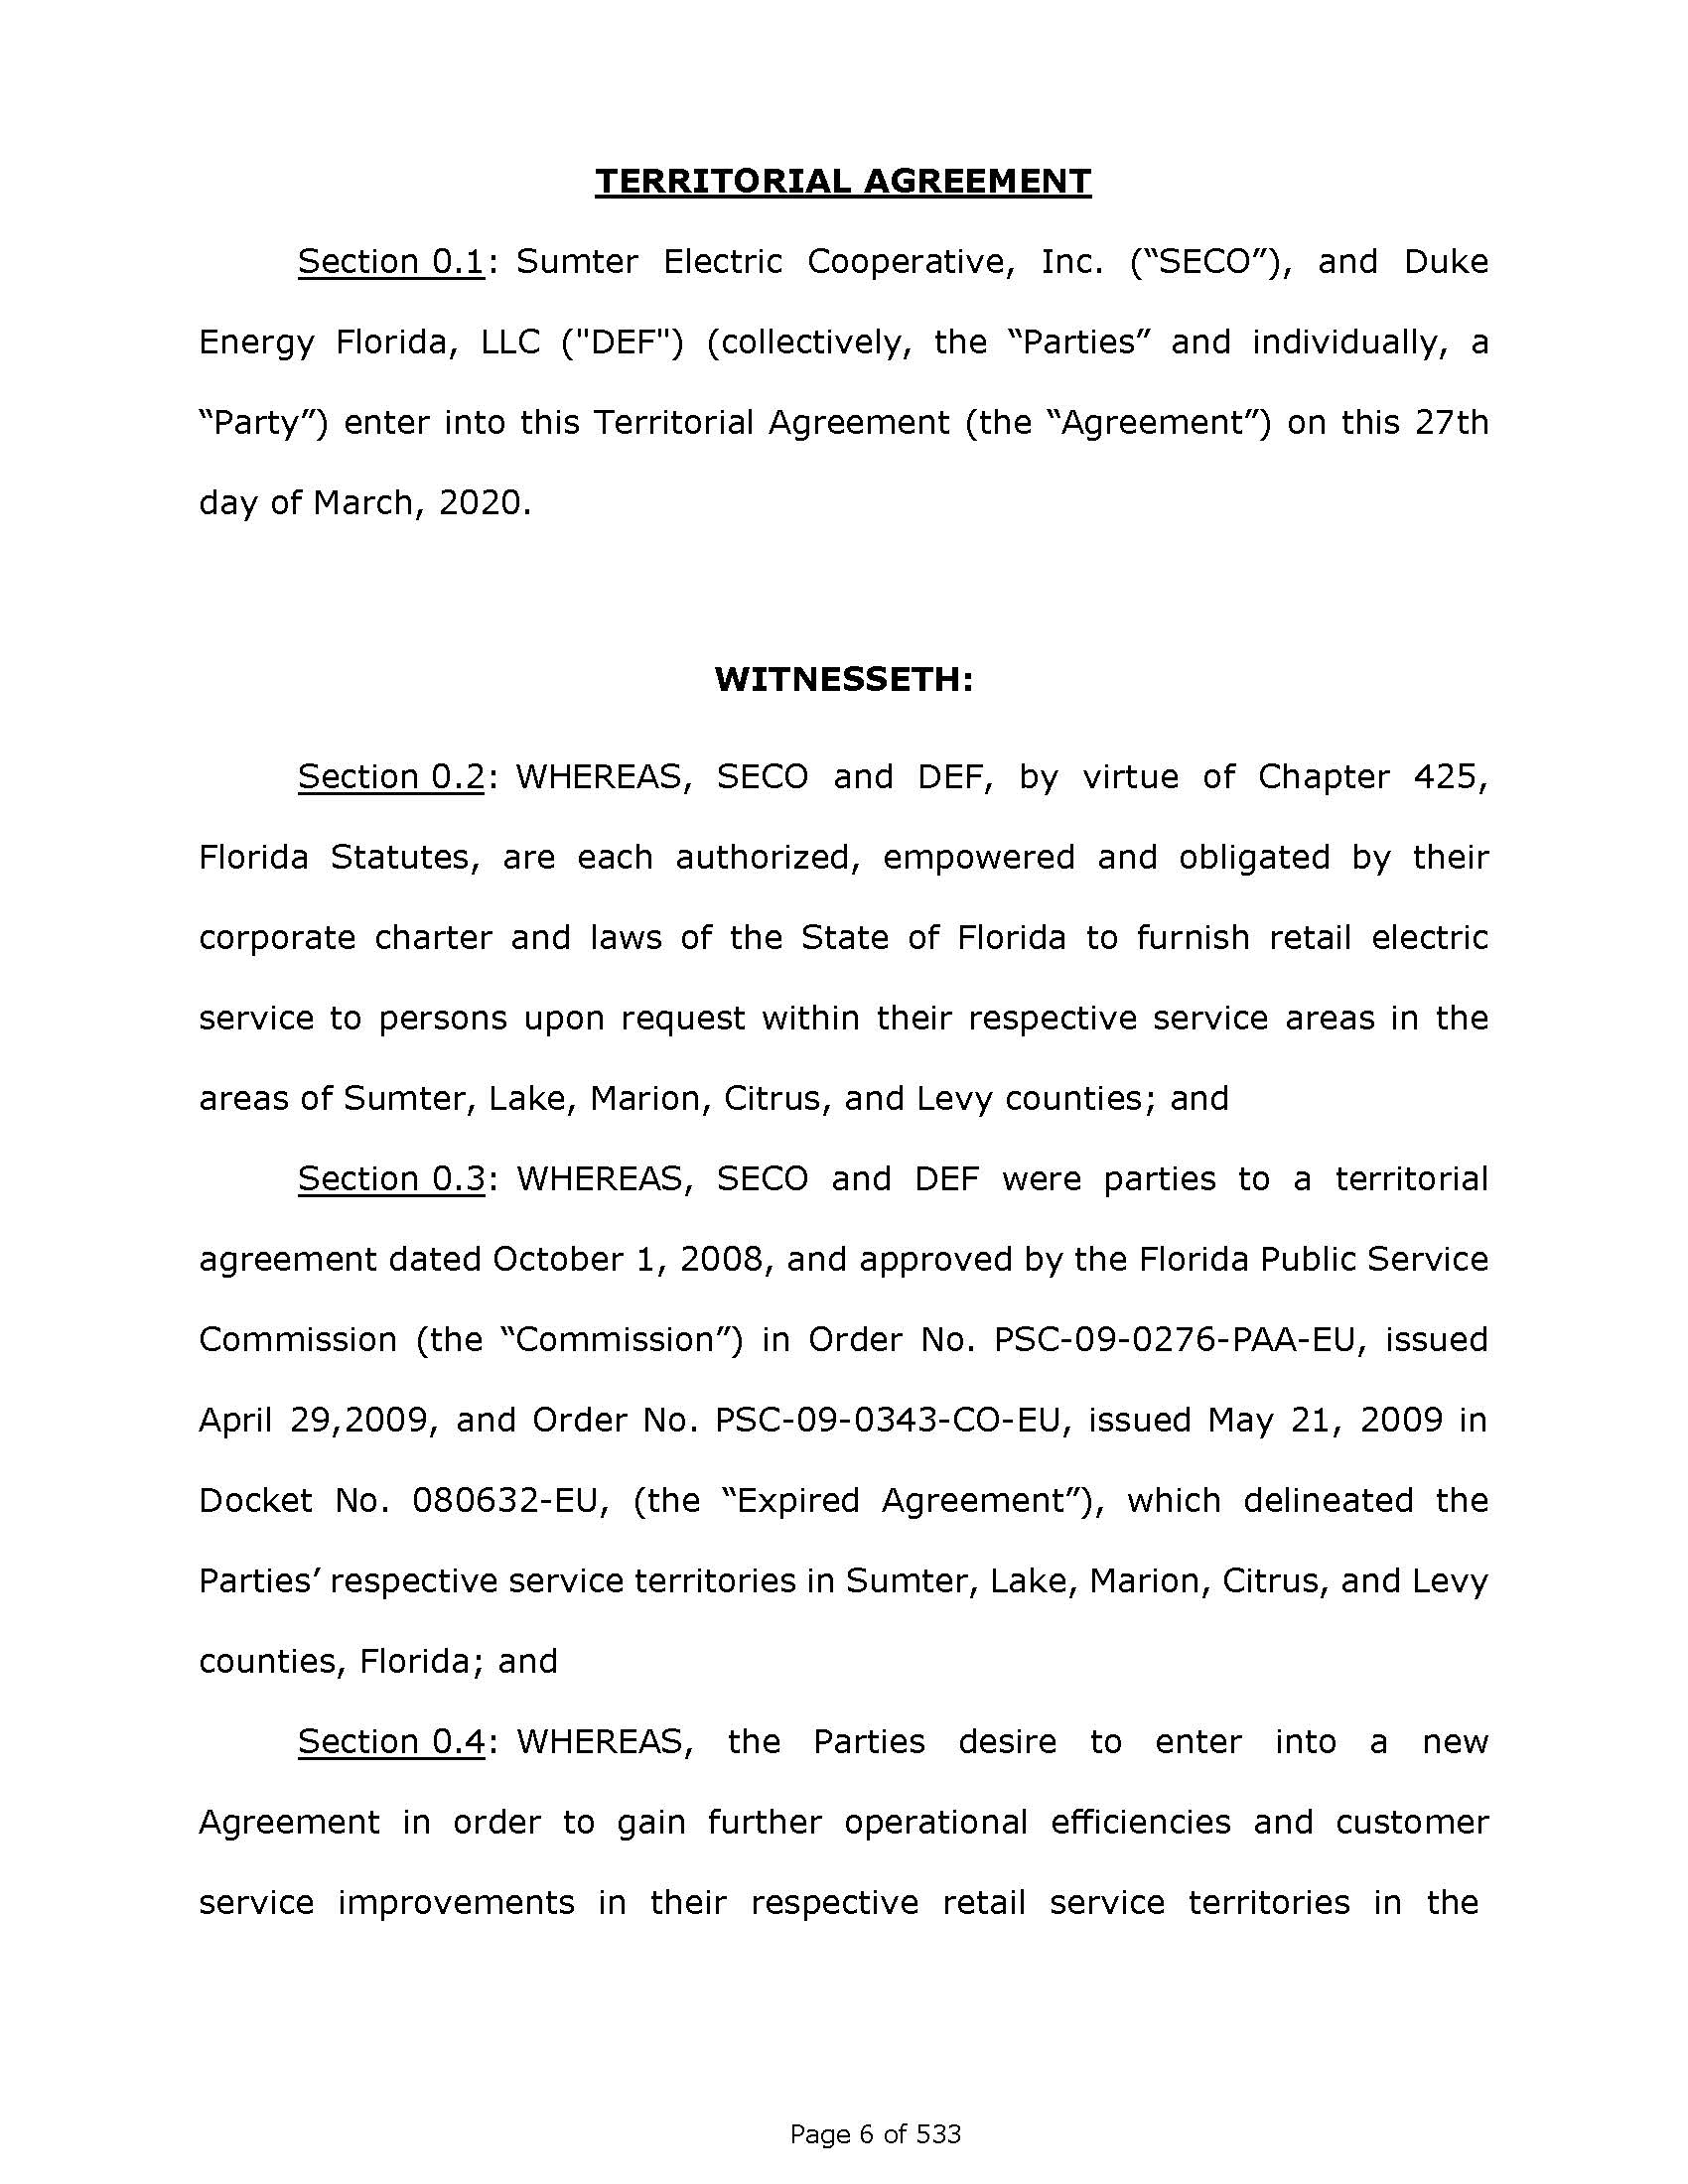 TERRITORIAL AGREEMENT
Section 0.1: Sumter Electric Cooperative, Inc. (“SECO”), and Duke
Energy Florida, LLC ("DEF") (collectively, the “Parties” and individually, a
“Party”) enter into this Territorial Agreement (the “Agreement”) on this 27th
day of March, 2020.
WITNESSETH:
Section 0.2: WHEREAS, SECO and DEF, by virtue of Chapter 425,
Florida Statutes, are each authorized, empowered and obligated by their
corporate charter and laws of the State of Florida to furnish retail electric
service to persons upon request within their respective service areas in the
areas of Sumter, Lake, Marion, Citrus, and Levy counties; and
Section 0.3: WHEREAS, SECO and DEF were parties to a territorial
agreement dated October 1, 2008, and approved by the Florida Public Service
Commission (the “Commission”) in Order No. PSC-09-0276-PAA-EU, issued
April 29,2009, and Order No. PSC-09-0343-CO-EU, issued May 21, 2009 in
Docket No. 080632-EU, (the “Expired Agreement”), which delineated the
Parties’ respective service territories in Sumter, Lake, Marion, Citrus, and Levy
counties, Florida; and
Section 0.4: WHEREAS, the Parties desire to enter into a new
Agreement in order to gain further operational efficiencies and customer
service improvements in their respective retail service territories in the
Page 6 of 533